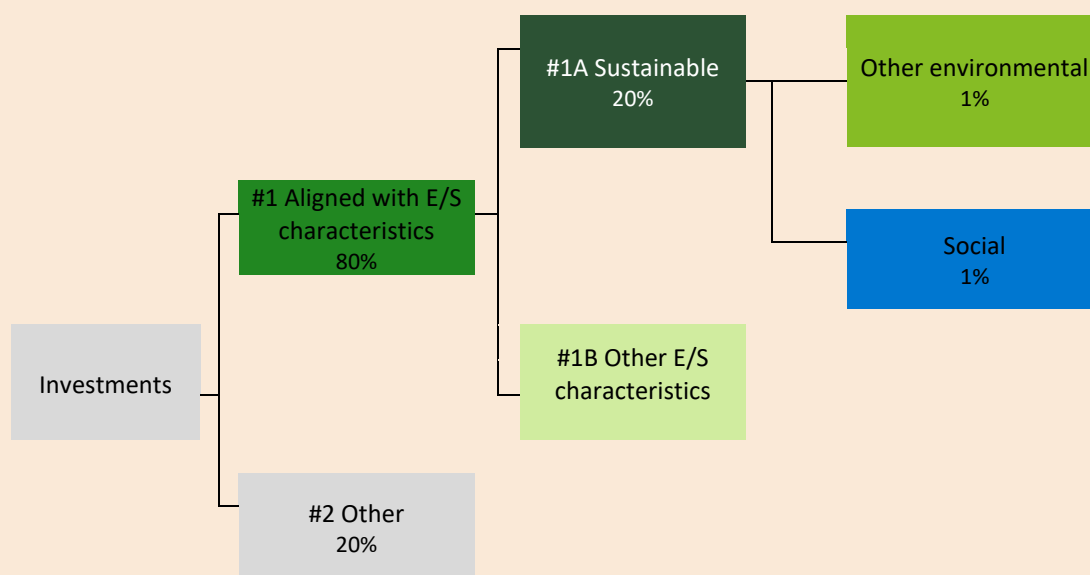 #1A Sustainable
20%
Other environmental
1%
#1 Aligned with E/S
characteristics
80%
Social
1%
Investments
#1B Other E/S
characteristics
#2 Other
20%